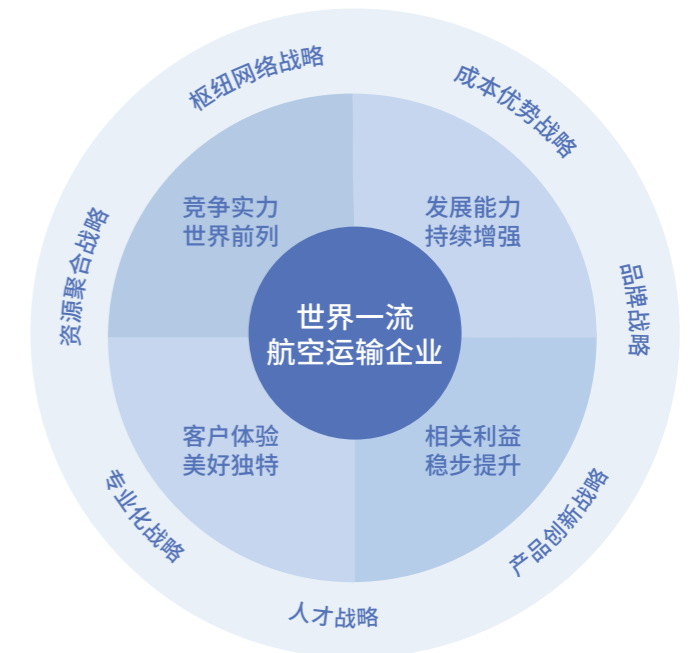 枢纽网络战略
成本优势战略
资源聚合战略
品牌战略
专业化战略
产品创新战略
人才战略
竞争实力
世界前列
发展能力
持续增强
世界一流
航空运输企业
客户体验
美好独特
相关利益
稳步提升